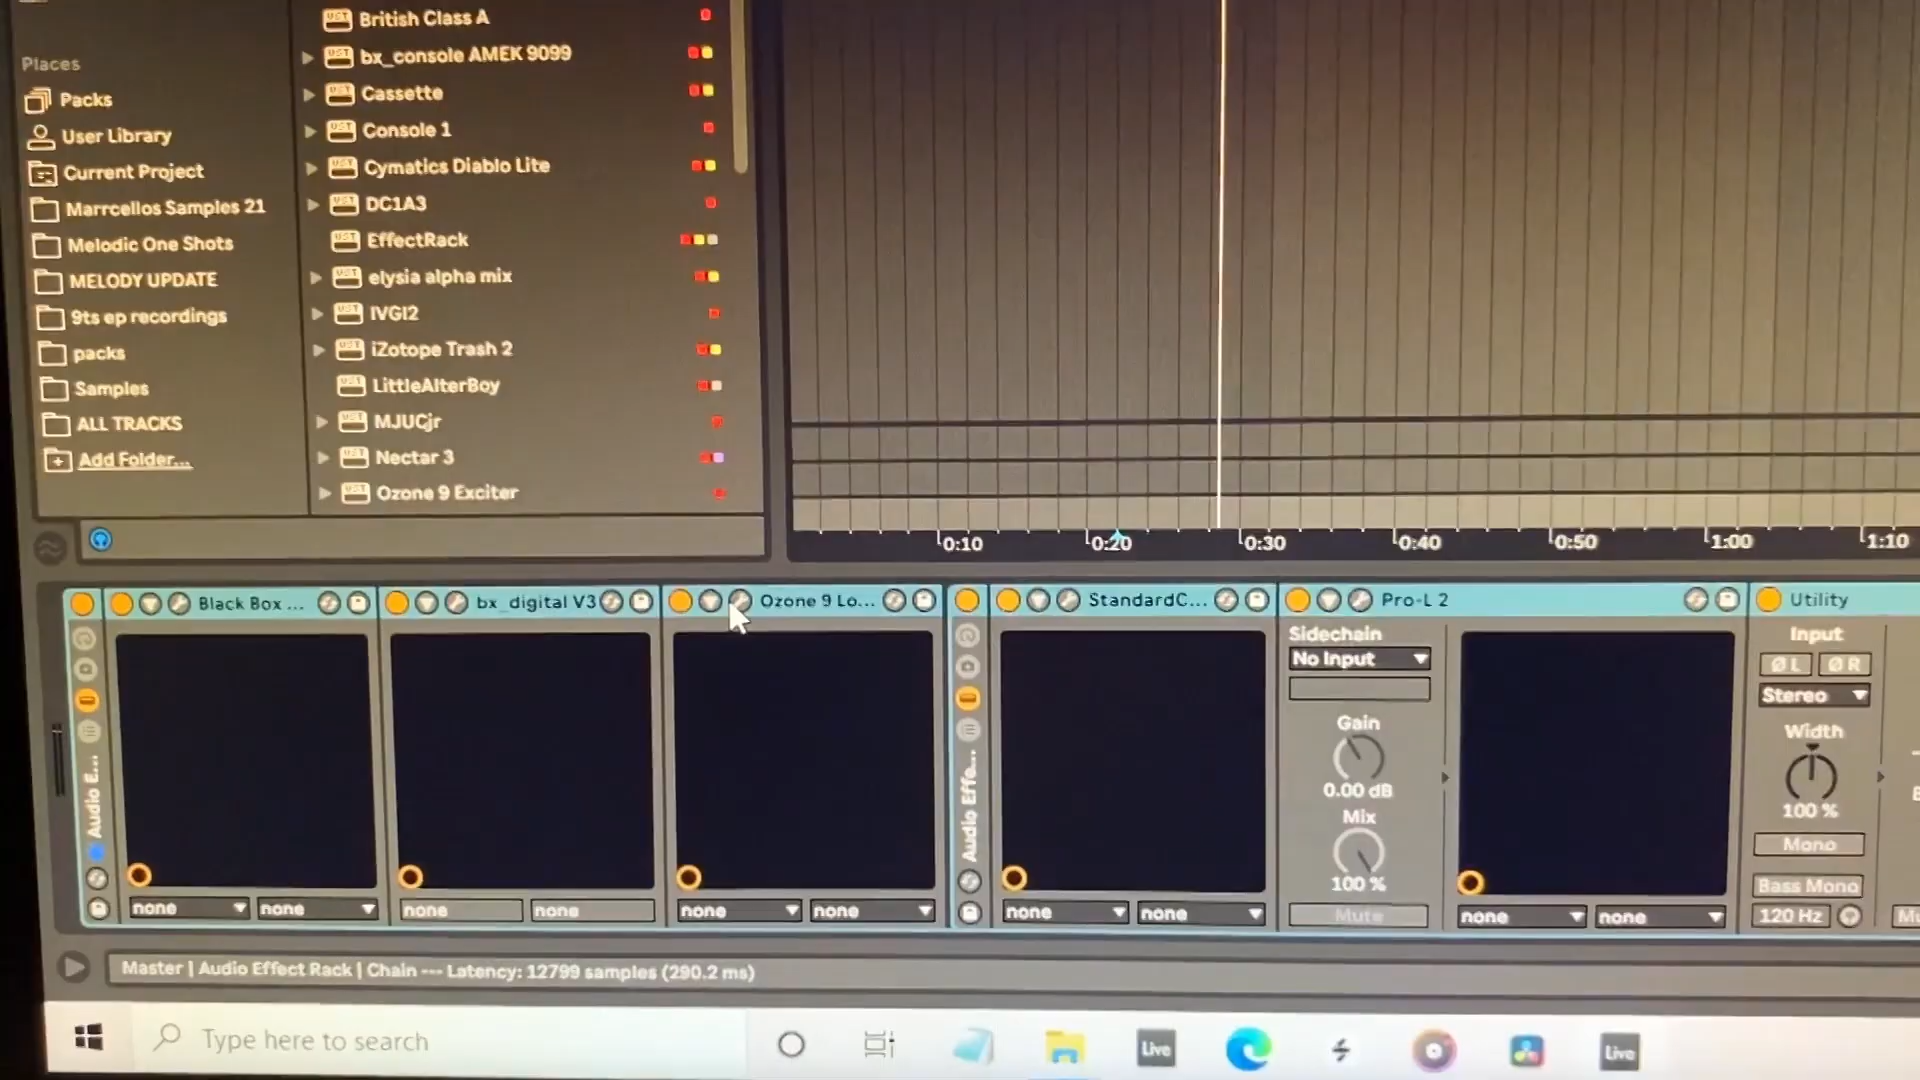 British Class A
Places
bx_console AMEK 9099
Packs
Cassette
User Library
Console 1
Current Project
Cymatics Diablo Lite
Marrcellos Samples 21
DC1A3
Melodic One Shots
EffectRack
MELODY UPDATE
elysia alpha mix
9ts ep recordings
IVGI2
packs
iZotope Trash 2
Samples
LittleAlterBoy
ALL TRACKS
MJUCjr
Add Folder...
Nectar 3
Ozone 9 Exciter
0:10
0:20
0:30
0:40
0:50
1:00
1:10
Black Box ...
bx_digital V3
Ozone 9 Lo...
StandardC...
Pro-L 2
Utility
Sidechain
No Input
Gain
0.00 dB
Mix
100 %
Mute
Input
Ø L
Ø R
Stereo
Width
100 %
Mono
Bass Mono
120 Hz
Mu
Audio E...
Audio Effe...
none
none
none
none
none
none
none
none
none
none
Master | Audio Effect Rack | Chain --- Latency: 12799 samples (290.2 ms)
Type here to search
Live
Live